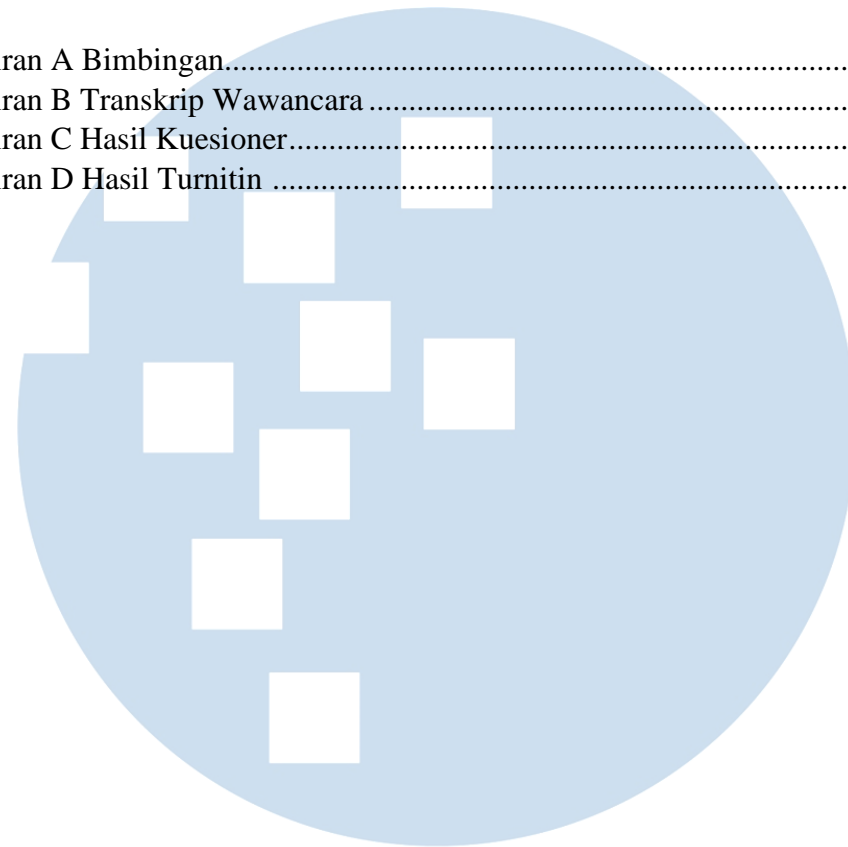 ran A Bimbingan........................................................................................
ran B Transkrip Wawancara ....................................................................
ran C Hasil Kuesioner...............................................................................
ran D Hasil Turnitin .................................................................................